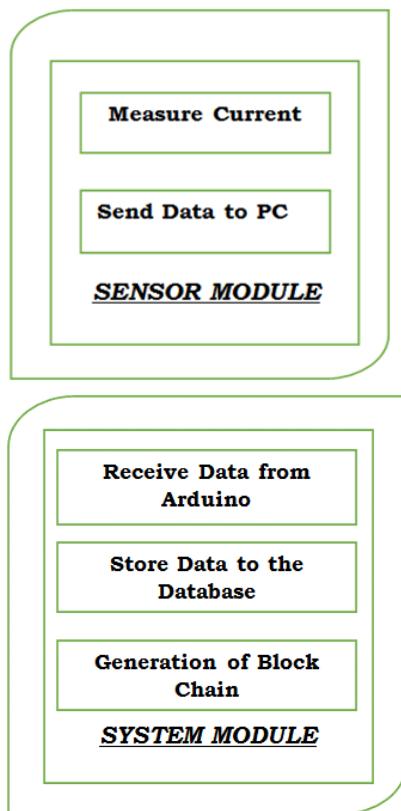 Measure Current
Send Data to PC
SENSOR MODULE
Receive Data from
Arduino
Store Data to the
Database
Generation of Block
Chain
SYSTEM MODULE